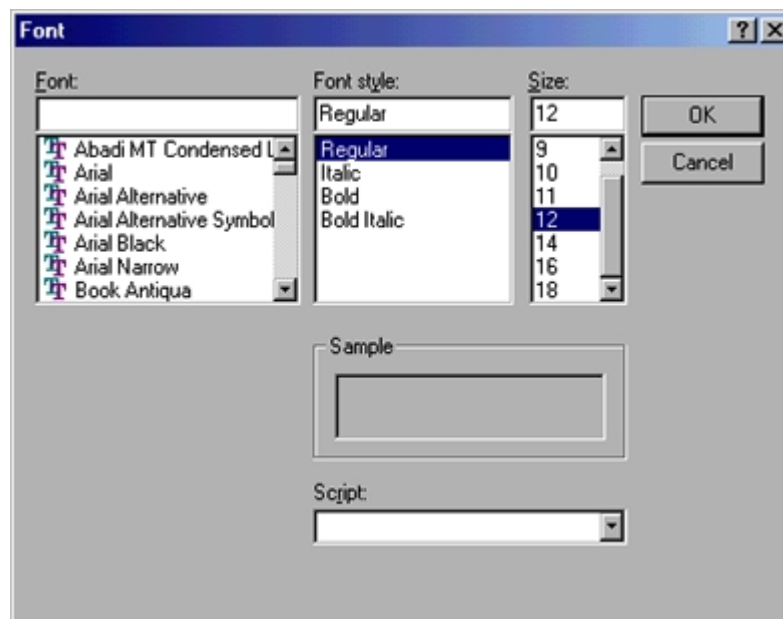 Font
Font:
Font style:
Size:
Regular
12
OK
Cancel
Abadi MT Condensed L
Arial
Arial Alternative
Arial Alternative Symbol
Arial Black
Arial Narrow
Book Antiqua
Regular
Italic
Bold
Bold Italic
9
10
11
12
14
16
18
Sample
Script: